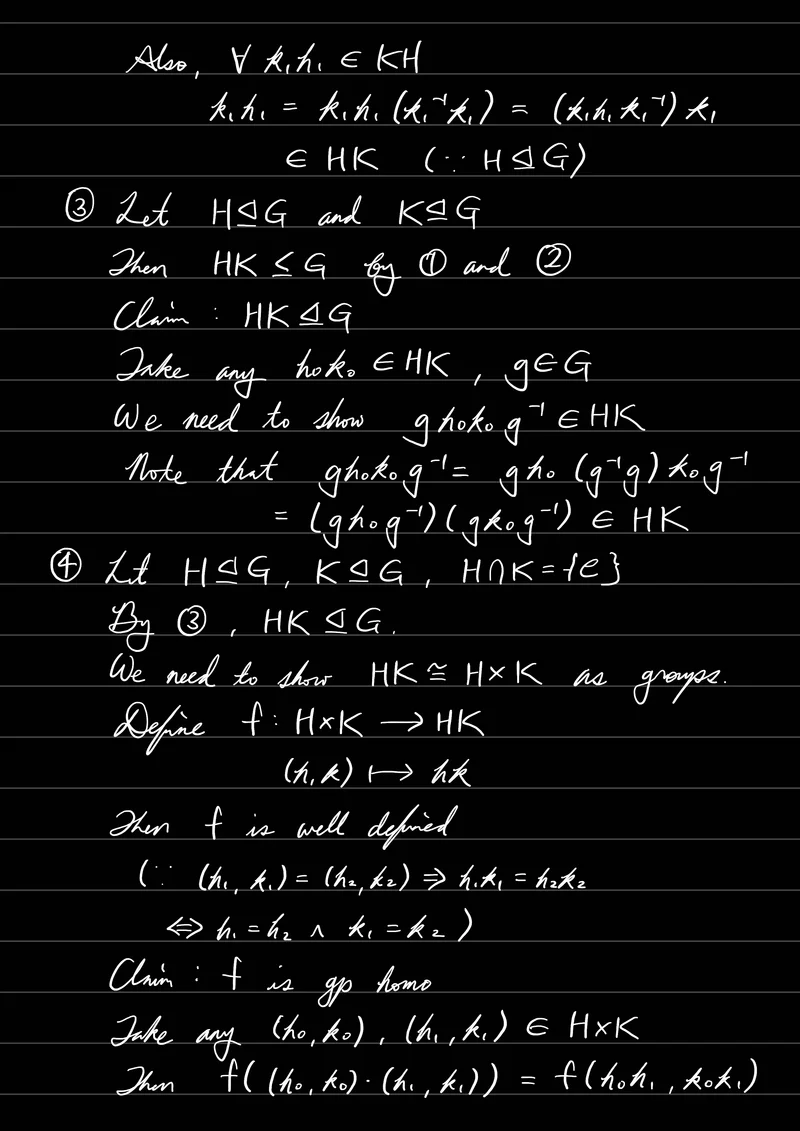 Also, ∀ k₁h₁ ∈ KH
k₁h₁ = k₁h₁(k₁⁻¹k₁) = (k₁h₁k₁⁻¹)k₁
∈ HK (∵ H⊴G)
③ Let H⊴G and K⊴G
Then HK ≤ G by ① and ②
Claim : HK⊴G
Take any h₀k₀ ∈ HK , g∈G
We need to show gh₀k₀g⁻¹ ∈ HK
Note that gh₀k₀g⁻¹ = gh₀(g⁻¹g)k₀g⁻¹
= (gh₀g⁻¹)(gk₀g⁻¹) ∈ HK
④ Let H⊴G, K⊴G, H∩K={e}
By ③, HK⊴G.
We need to show HK ≅ H×K as groups.
Define f : H×K ⟶ HK
(h,k) ⟼ hk
Then f is well defined
(∵ (h₁,k₁) = (h₂,k₂) ⇒ h₁k₁ = h₂k₂
⇔ h₁ = h₂ ∧ k₁ = k₂)
Claim : f is gp homo
Take any (h₀,k₀), (h₁,k₁) ∈ H×K
Then f((h₀,k₀)·(h₁,k₁)) = f(h₀h₁, k₀k₁)